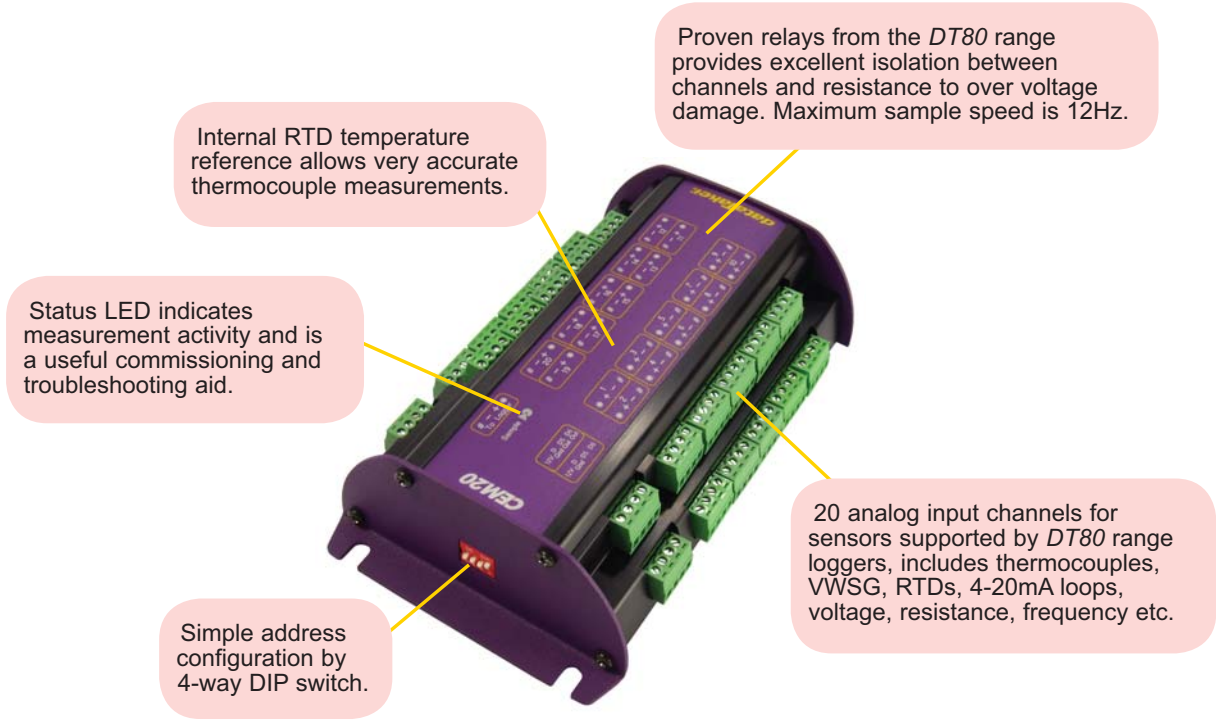 Proven relays from the DT80 range
provides excellent isolation between
channels and resistance to over voltage
damage. Maximum sample speed is 12Hz.
Internal RTD temperature
reference allows very accurate
thermocouple measurements.
Status LED indicates
measurement activity and is
a useful commissioning and
troubleshooting aid.
dataTaker
To Logger
Sample
CEM20
20 analog input channels for
sensors supported by DT80 range
loggers, includes thermocouples,
VWSG, RTDs, 4-20mA loops,
voltage, resistance, frequency etc.
Simple address
configuration by
4-way DIP switch.